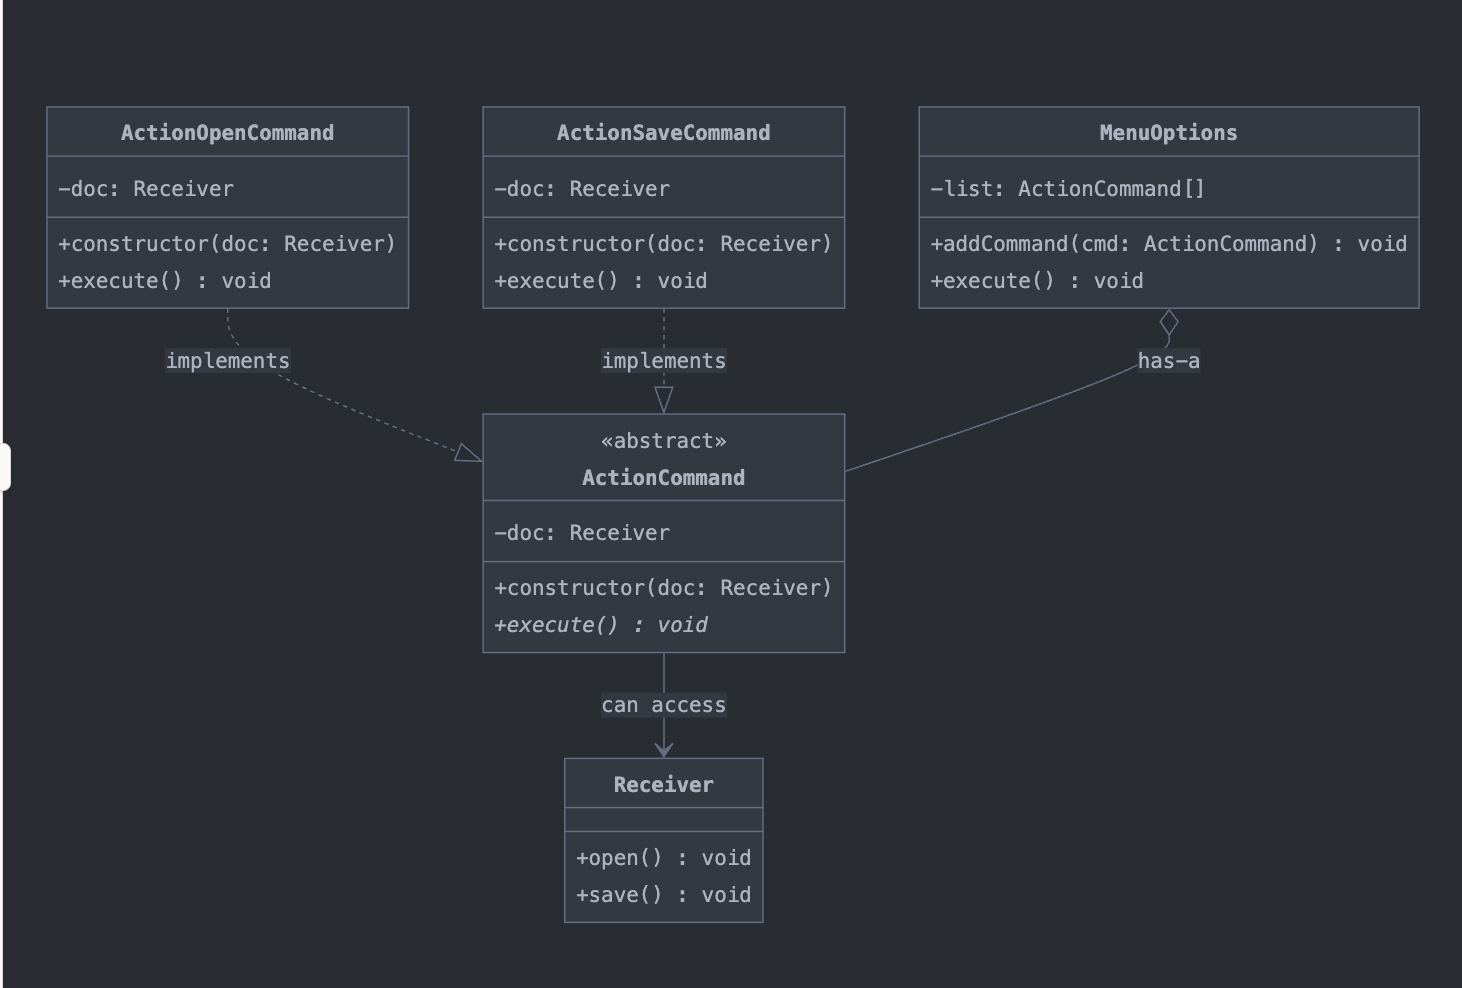 ActionOpenCommand
-doc: Receiver
+constructor(doc: Receiver)
+execute() : void
ActionSaveCommand
-doc: Receiver
+constructor(doc: Receiver)
+execute() : void
MenuOptions
-list: ActionCommand[]
+addCommand(cmd: ActionCommand) : void
+execute() : void
implements
implements
has-a
«abstract»
ActionCommand
-doc: Receiver
+constructor(doc: Receiver)
+execute() : void
can access
Receiver
+open() : void
+save() : void